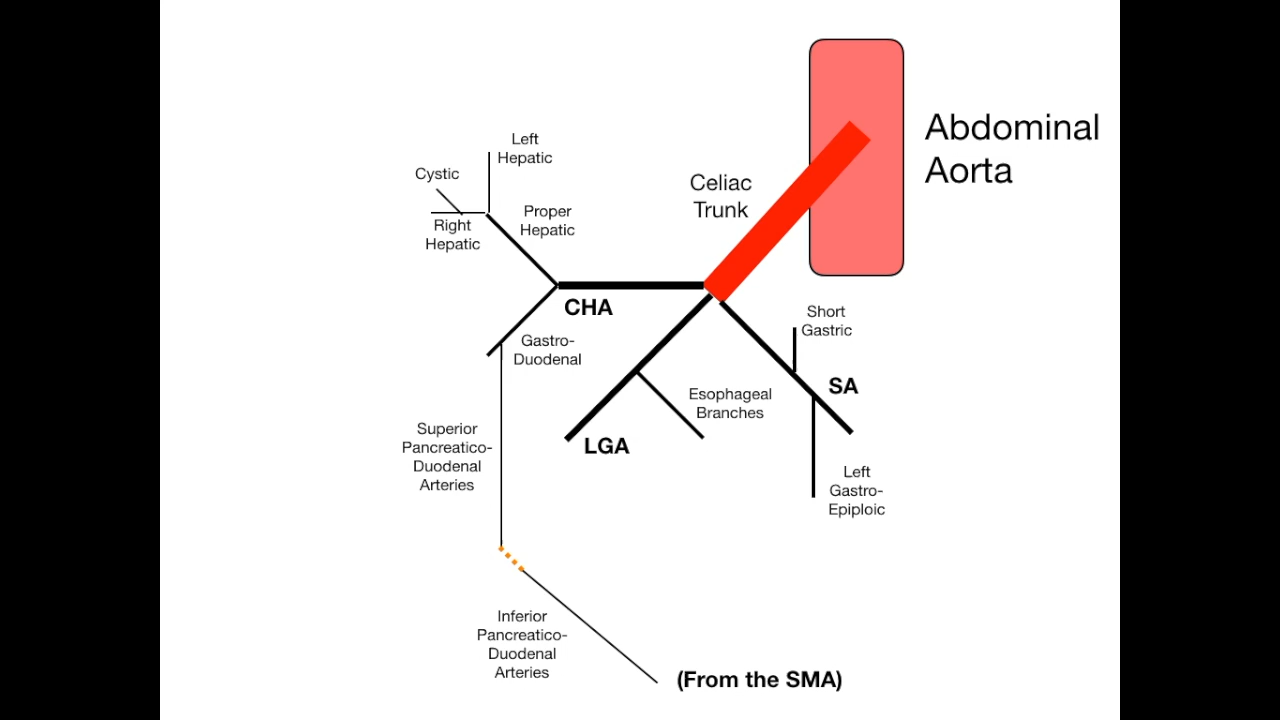 Abdominal
Aorta
Celiac
Trunk
Left
Hepatic
Cystic
Proper
Hepatic
Right
Hepatic
CHA
Gastro-
Duodenal
Short
Gastric
SA
Esophageal
Branches
LGA
Superior
Pancreatico-
Duodenal
Arteries
Left
Gastro-
Epiploic
Inferior
Pancreatico-
Duodenal
Arteries
(From the SMA)